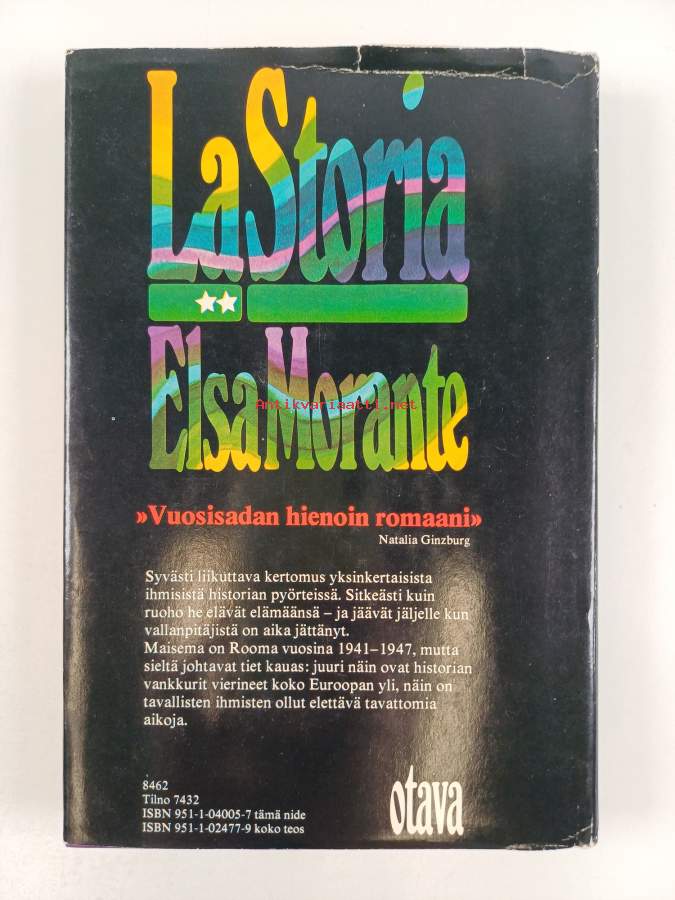 La Storia
Elsa Morante
Antikvariaatti.net
»Vuosisadan hienoin romaani»
Natalia Ginzburg
Syvästi liikuttava kertomus yksinkertaisista
ihmisistä historian pyörteissä. Sitkeästi kuin
ruoho he elävät elämäänsä – ja jäävät jäljelle kun
vallanpitäjistä on aika jättänyt.
Maisema on Rooma vuosina 1941–1947, mutta
sieltä johtavat tiet kauas: juuri näin ovat historian
vankkurit vierineet koko Euroopan yli, näin on
tavallisten ihmisten ollut elettävä tavattomia
aikoja.
8462
Tilno 7432
ISBN 951-1-04005-7 tämä nide
ISBN 951-1-02477-9 koko teos
otava